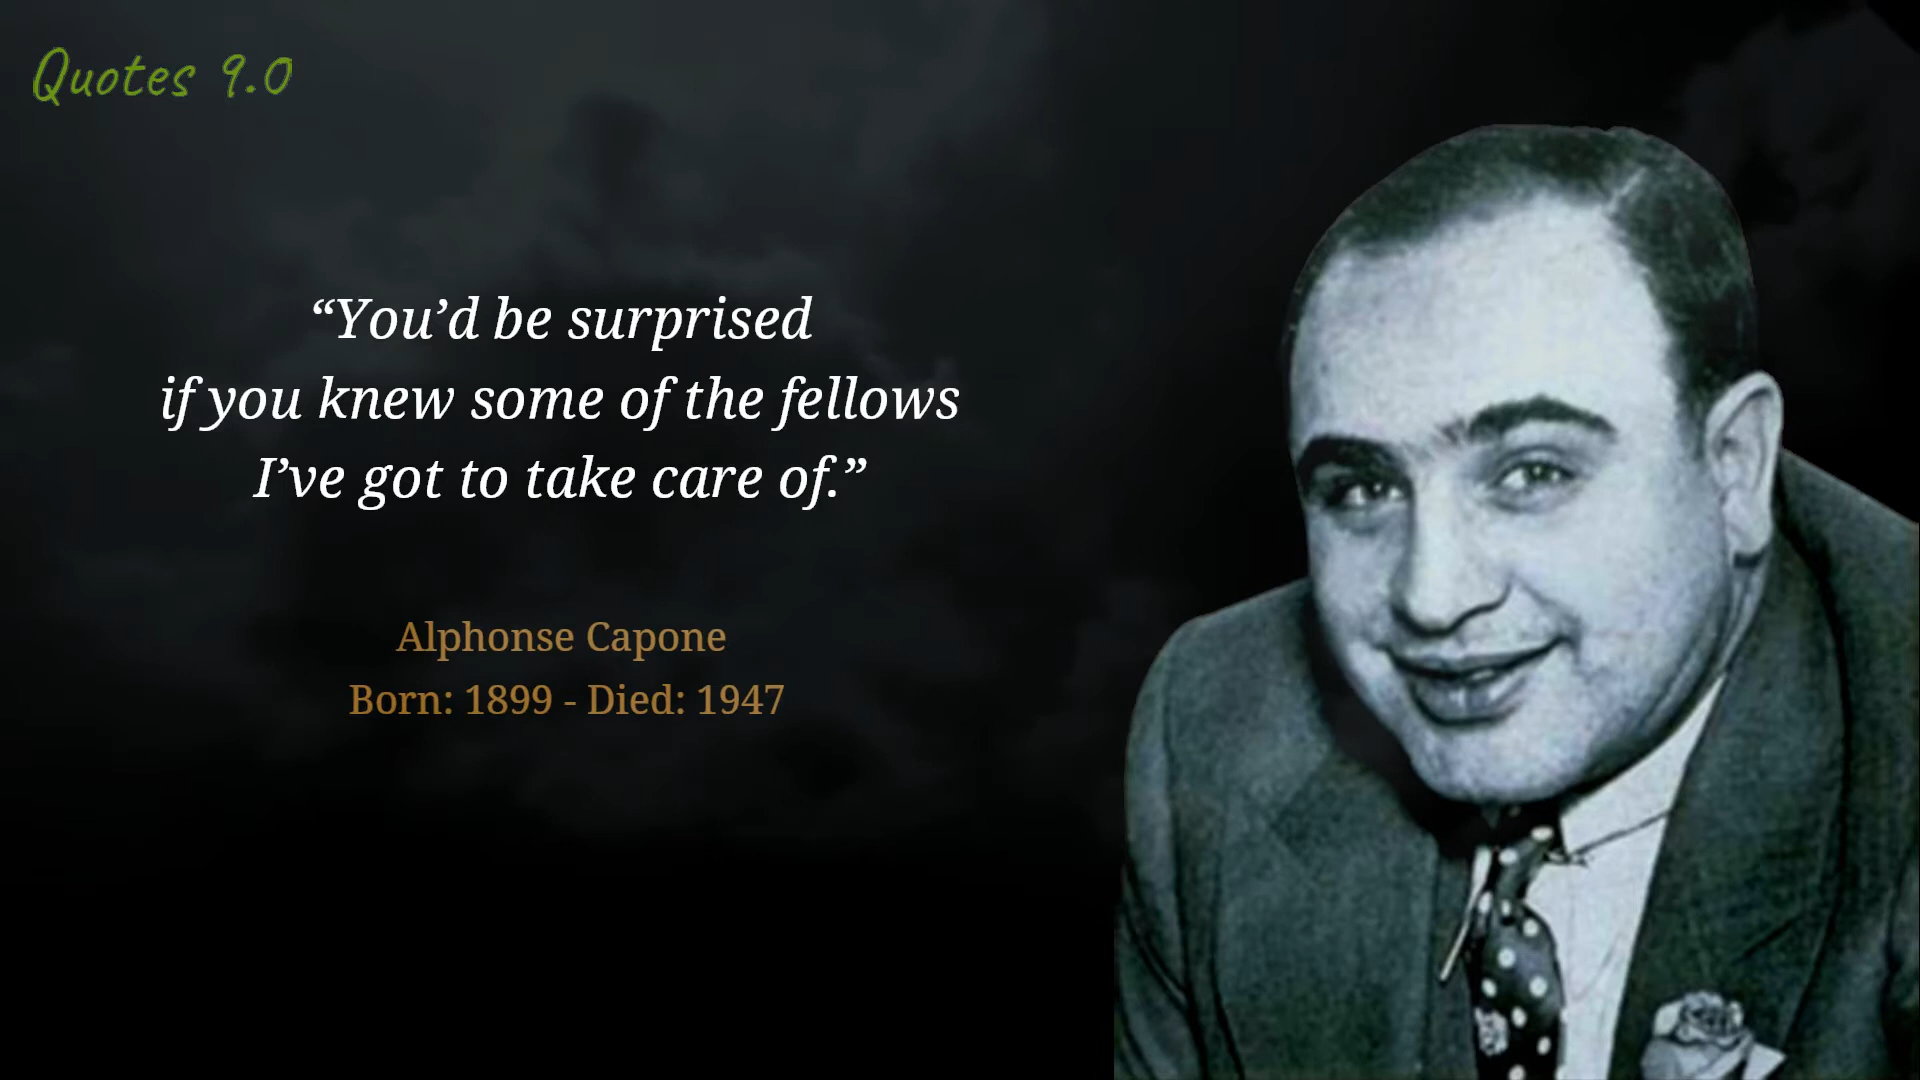 Quotes 9.0
“You’d be surprised
if you knew some of the fellows
I’ve got to take care of.”
Alphonse Capone
Born: 1899 - Died: 1947